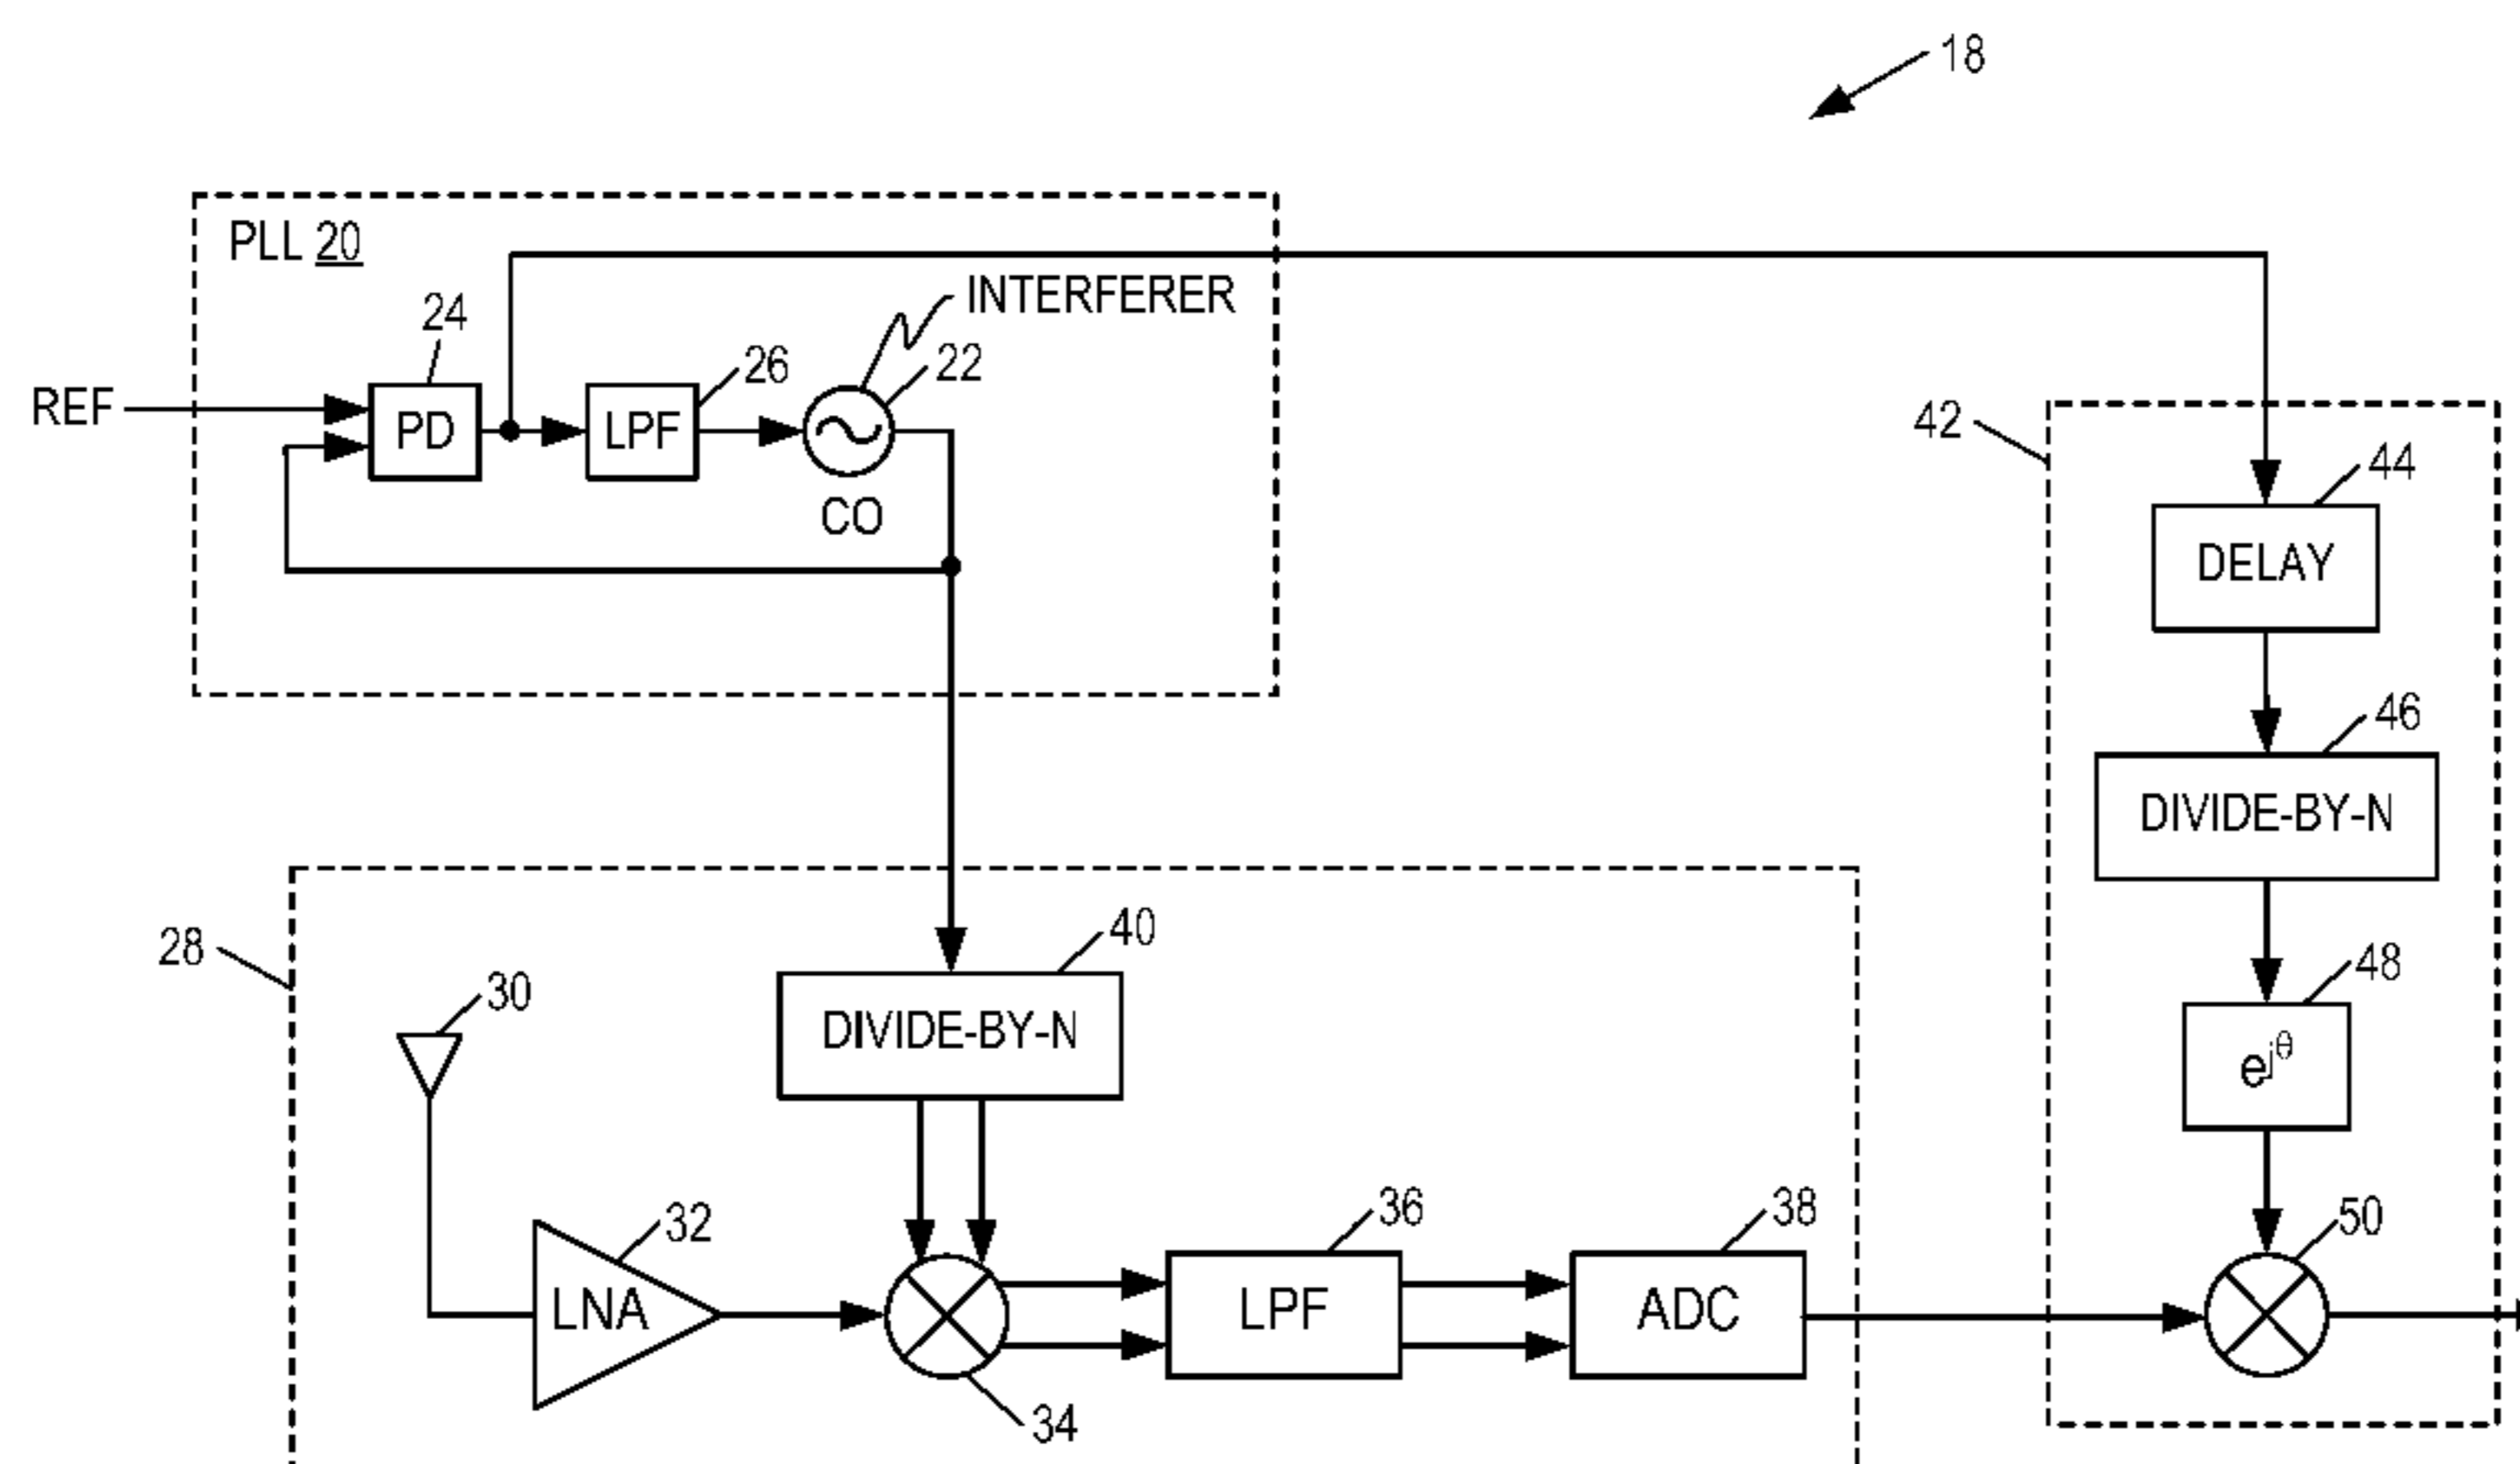 18
PLL 20
INTERFERER
24
26
22
REF
PD
LPF
CO
42
44
DELAY
46
DIVIDE-BY-N
28
30
40
DIVIDE-BY-N
48
e^jθ
32
LNA
34
36
LPF
38
ADC
50